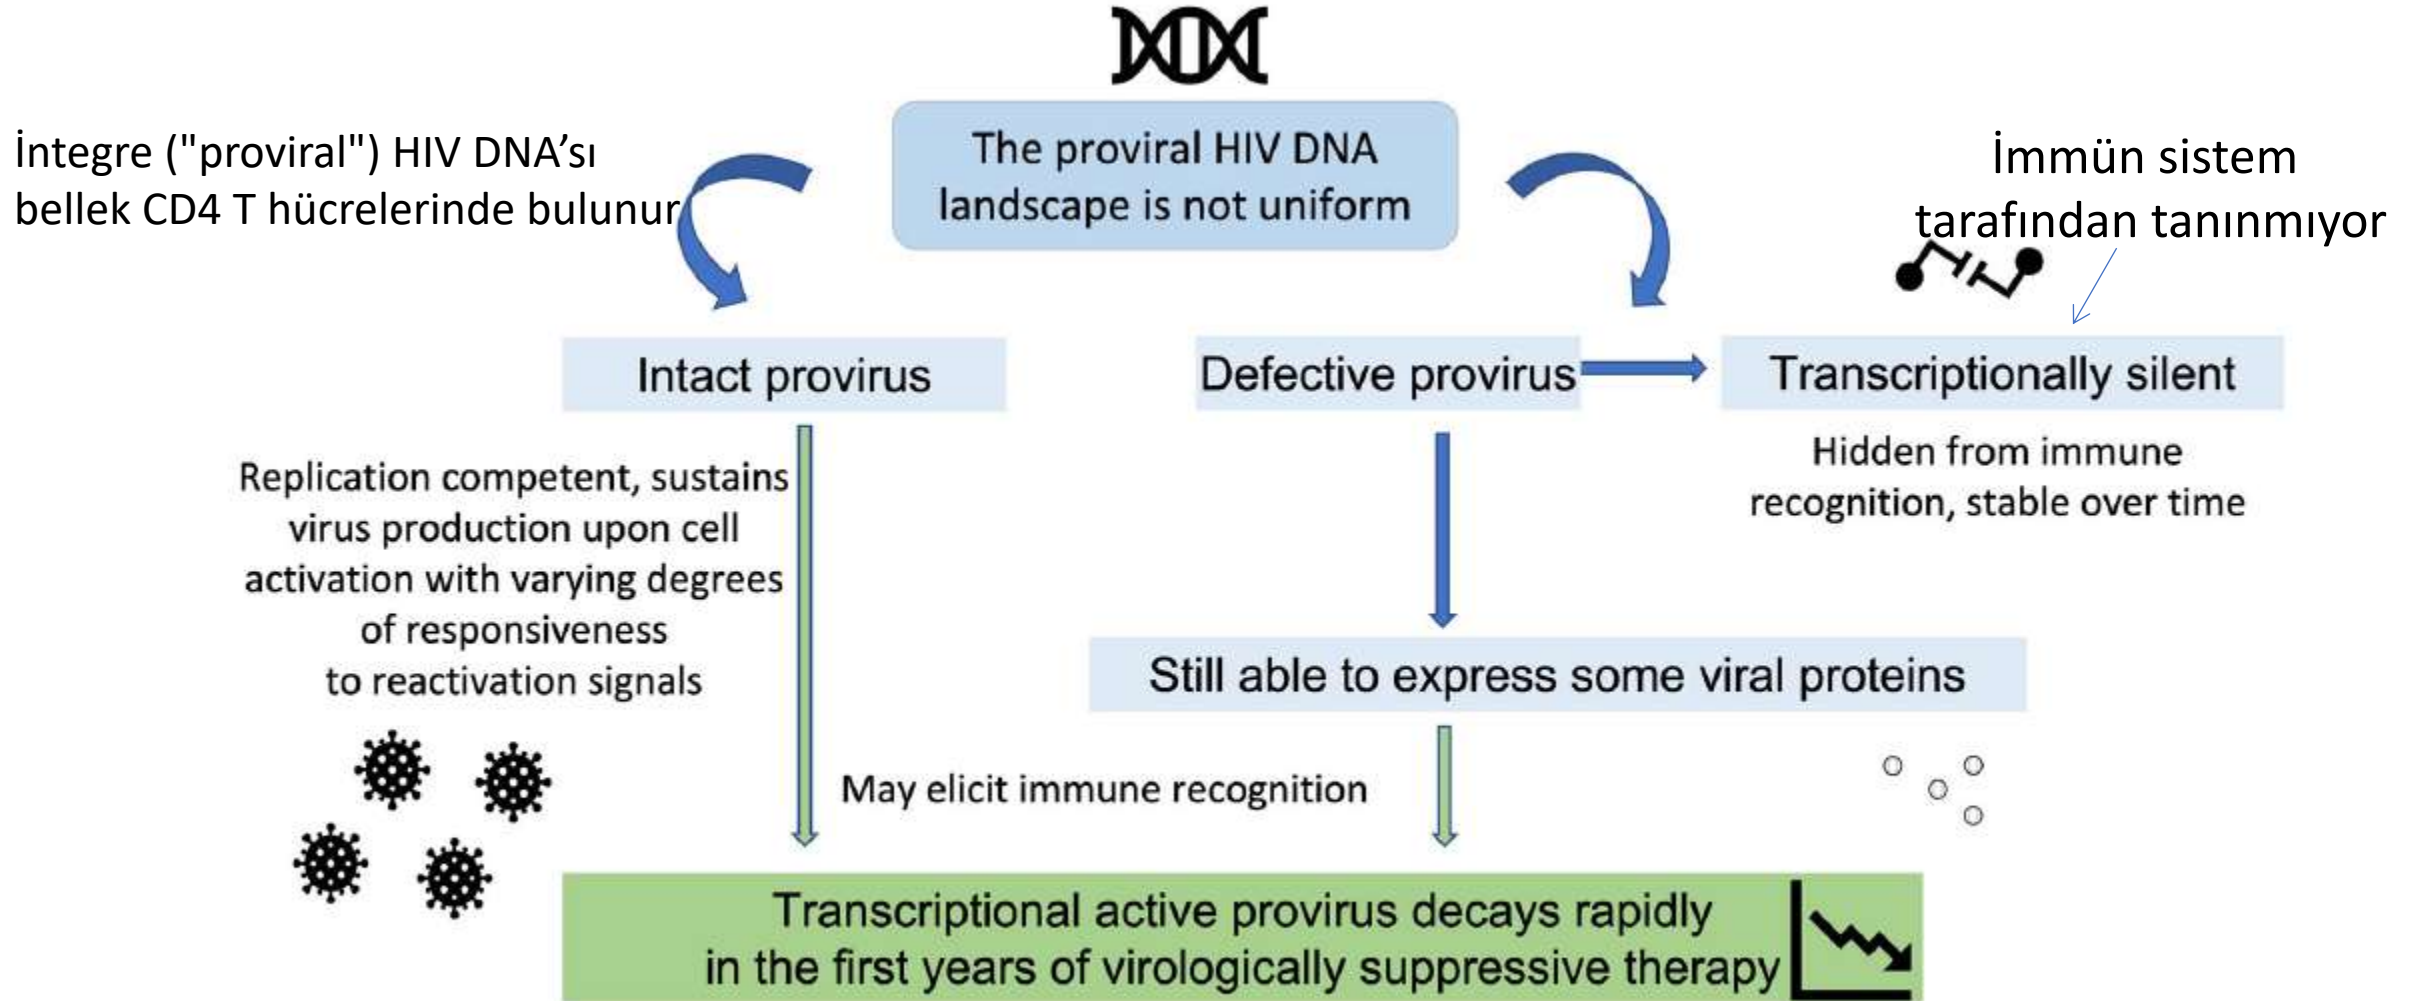 The proviral HIV DNA
landscape is not uniform
İntegre ("proviral") HIV DNA’sı
bellek CD4 T hücrelerinde bulunur
İmmün sistem
tarafından tanınmıyor
Intact provirus
Defective provirus
Transcriptionally silent
Replication competent, sustains
virus production upon cell
activation with varying degrees
of responsiveness
to reactivation signals
Hidden from immune
recognition, stable over time
Still able to express some viral proteins
May elicit immune recognition
Transcriptional active provirus decays rapidly
in the first years of virologically suppressive therapy